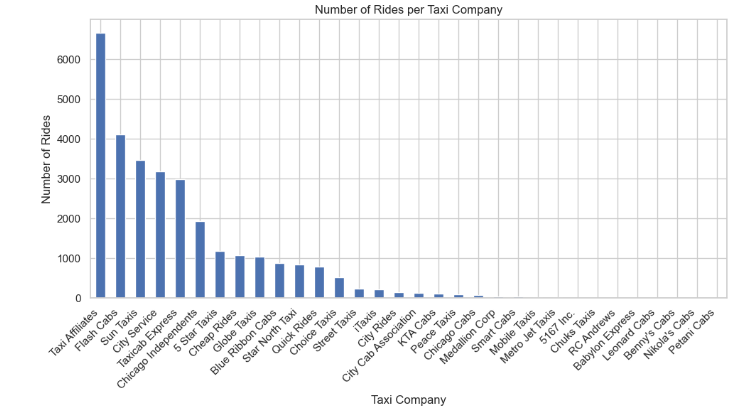 Number of Rides per Taxi Company
Number of Rides
6000
5000
4000
3000
2000
1000
0
Taxi Affiliates
Flash Cabs
Sun Taxis
City Service
Taxicab Express
Chicago Independents
5 Star Taxis
Cheap Rides
Globe Taxis
Blue Ribbon Cabs
Star North Taxi
Quick Rides
Choice Taxis
Street Taxis
iTaxis
City Rides
City Cab Association
KTA Cabs
Peace Taxis
Chicago Cabs
Medallion Corp
Smart Cabs
Mobile Taxis
Metro Jet Taxis
5167 Inc.
Chuks Taxis
RC Andrews
Babylon Express
Leonard Cabs
Benny's Cabs
Nikola's Cabs
Petani Cabs
Taxi Company